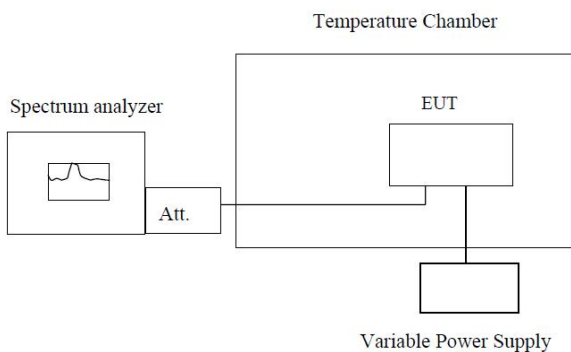 Temperature Chamber
Spectrum analyzer
EUT
Att.
Variable Power Supply